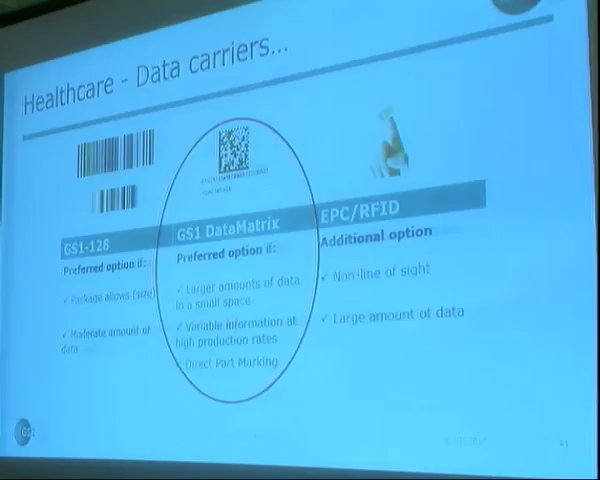 Healthcare - Data carriers...
GS1-128
Preferred option if:
✓ Package allows (size)
✓ Moderate amount of
data
GS1 DataMatrix
Preferred option if:
✓ Larger amounts of data
in a small space
✓ Variable information at
high production rates
✓ Direct Part Marking
EPC/RFID
Additional option
✓ Non-line of sight
✓ Large amount of data
GS1